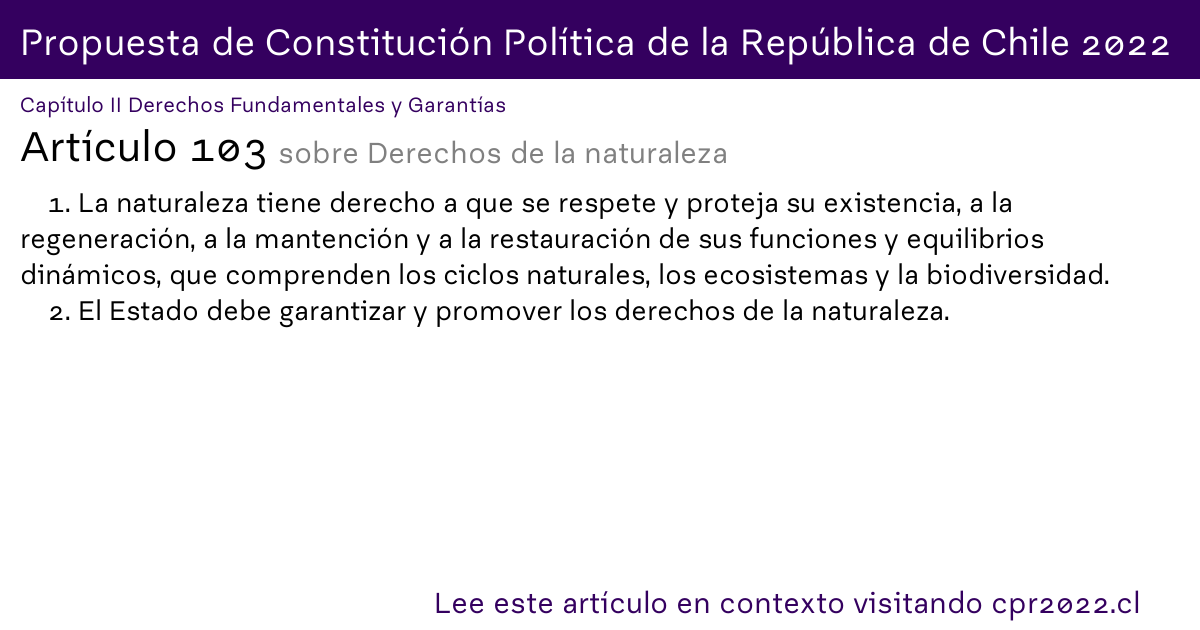 Propuesta de Constitución Política de la República de Chile 2022
Capítulo II Derechos Fundamentales y Garantías
Artículo 103 sobre Derechos de la naturaleza
1. La naturaleza tiene derecho a que se respete y proteja su existencia, a la
regeneración, a la mantención y a la restauración de sus funciones y equilibrios
dinámicos, que comprenden los ciclos naturales, los ecosistemas y la biodiversidad.
2. El Estado debe garantizar y promover los derechos de la naturaleza.
Lee este artículo en contexto visitando cpr2022.cl